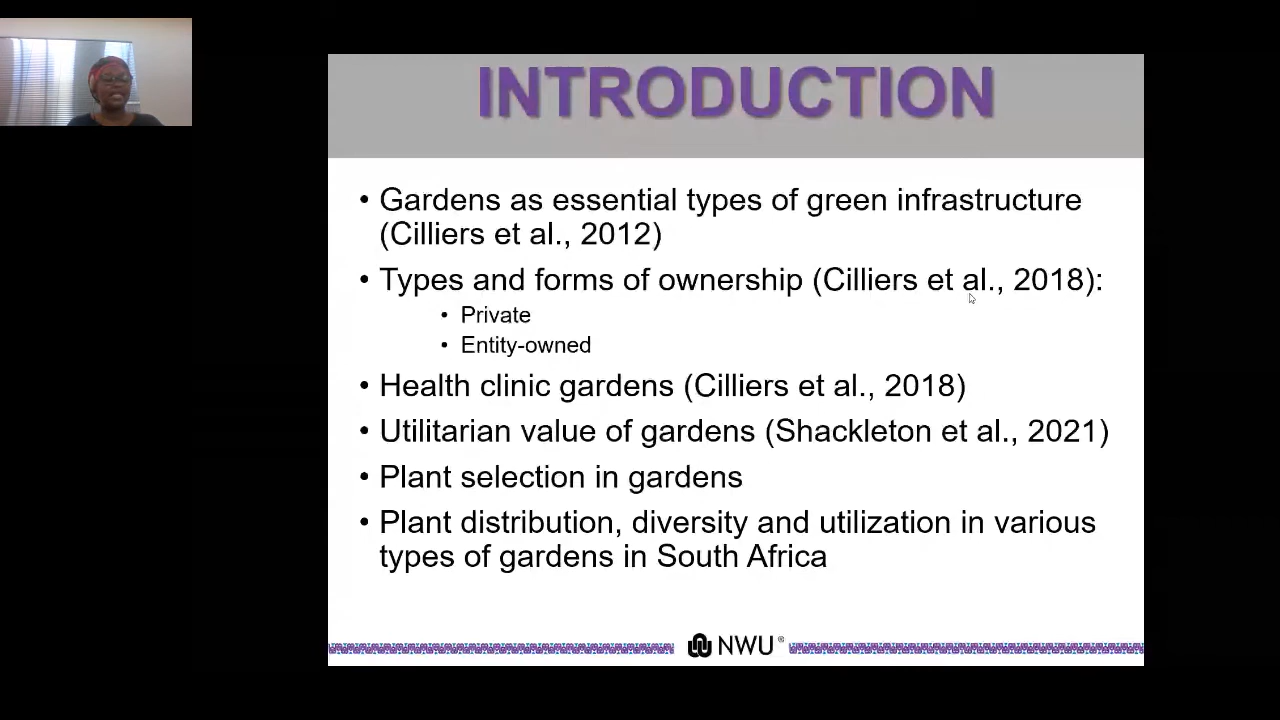 INTRODUCTION
• Gardens as essential types of green infrastructure
(Cilliers et al., 2012)
• Types and forms of ownership (Cilliers et al., 2018):
• Private
• Entity-owned
• Health clinic gardens (Cilliers et al., 2018)
• Utilitarian value of gardens (Shackleton et al., 2021)
• Plant selection in gardens
• Plant distribution, diversity and utilization in various
types of gardens in South Africa
NWU®